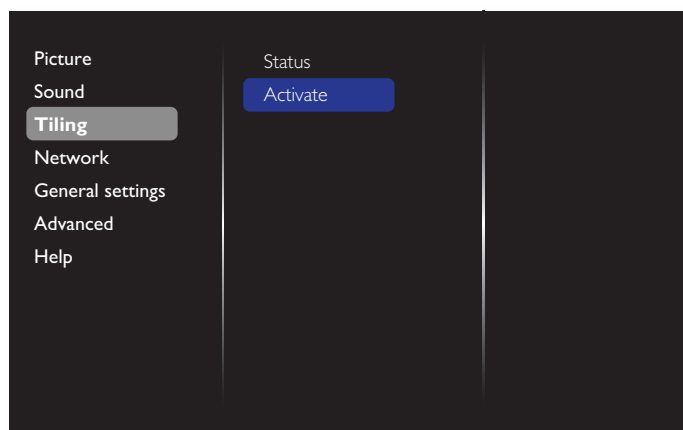 Picture
Sound
Tiling
Network
General settings
Advanced
Help
Status
Activate